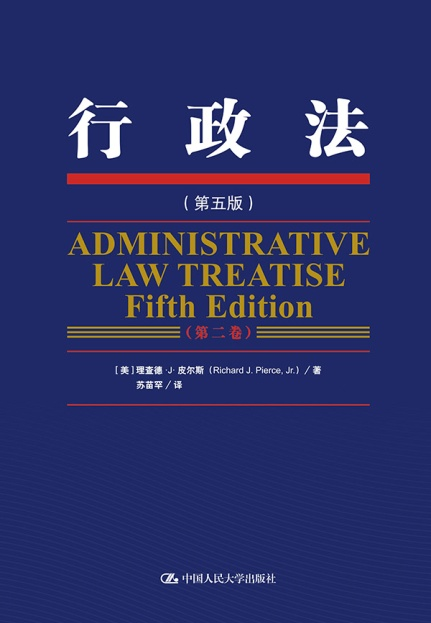 行政法
（第五版）
ADMINISTRATIVE
LAW TREATISE
Fifth Edition
（第二卷）
［美］理查德·J·皮尔斯（Richard J. Pierce, Jr.）／著
苏苗罕／译
中国人民大学出版社